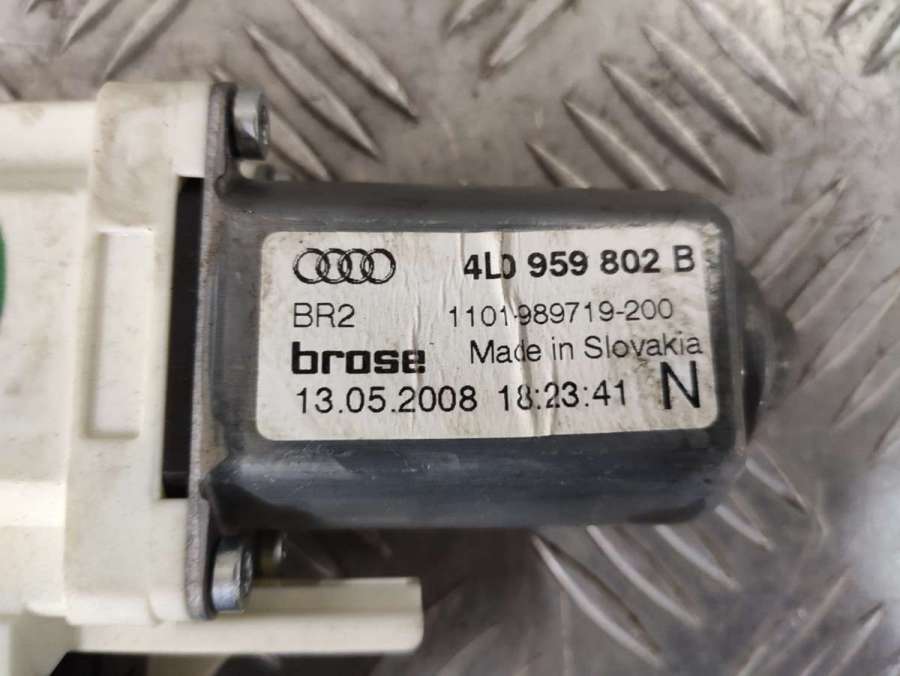 4L0 959 802 B
BR2 1101-989719-200
brose Made in Slovakia
13.05.2008 18:23:41 N